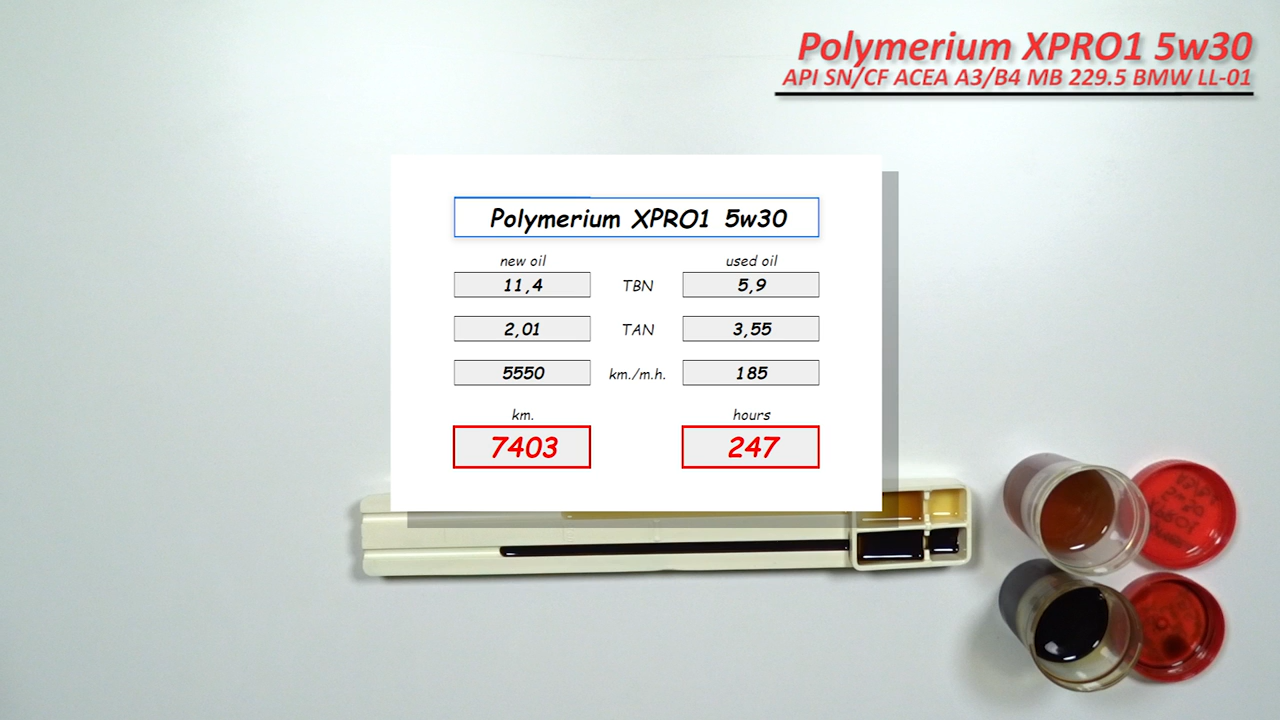 Polymerium XPRO1 5w30
API SN/CF ACEA A3/B4 MB 229.5 BMW LL-01
Polymerium XPRO1 5w30
new oil used oil
11,4 TBN 5,9
2,01 TAN 3,55
5550 km./m.h. 185
km. hours
7403 247